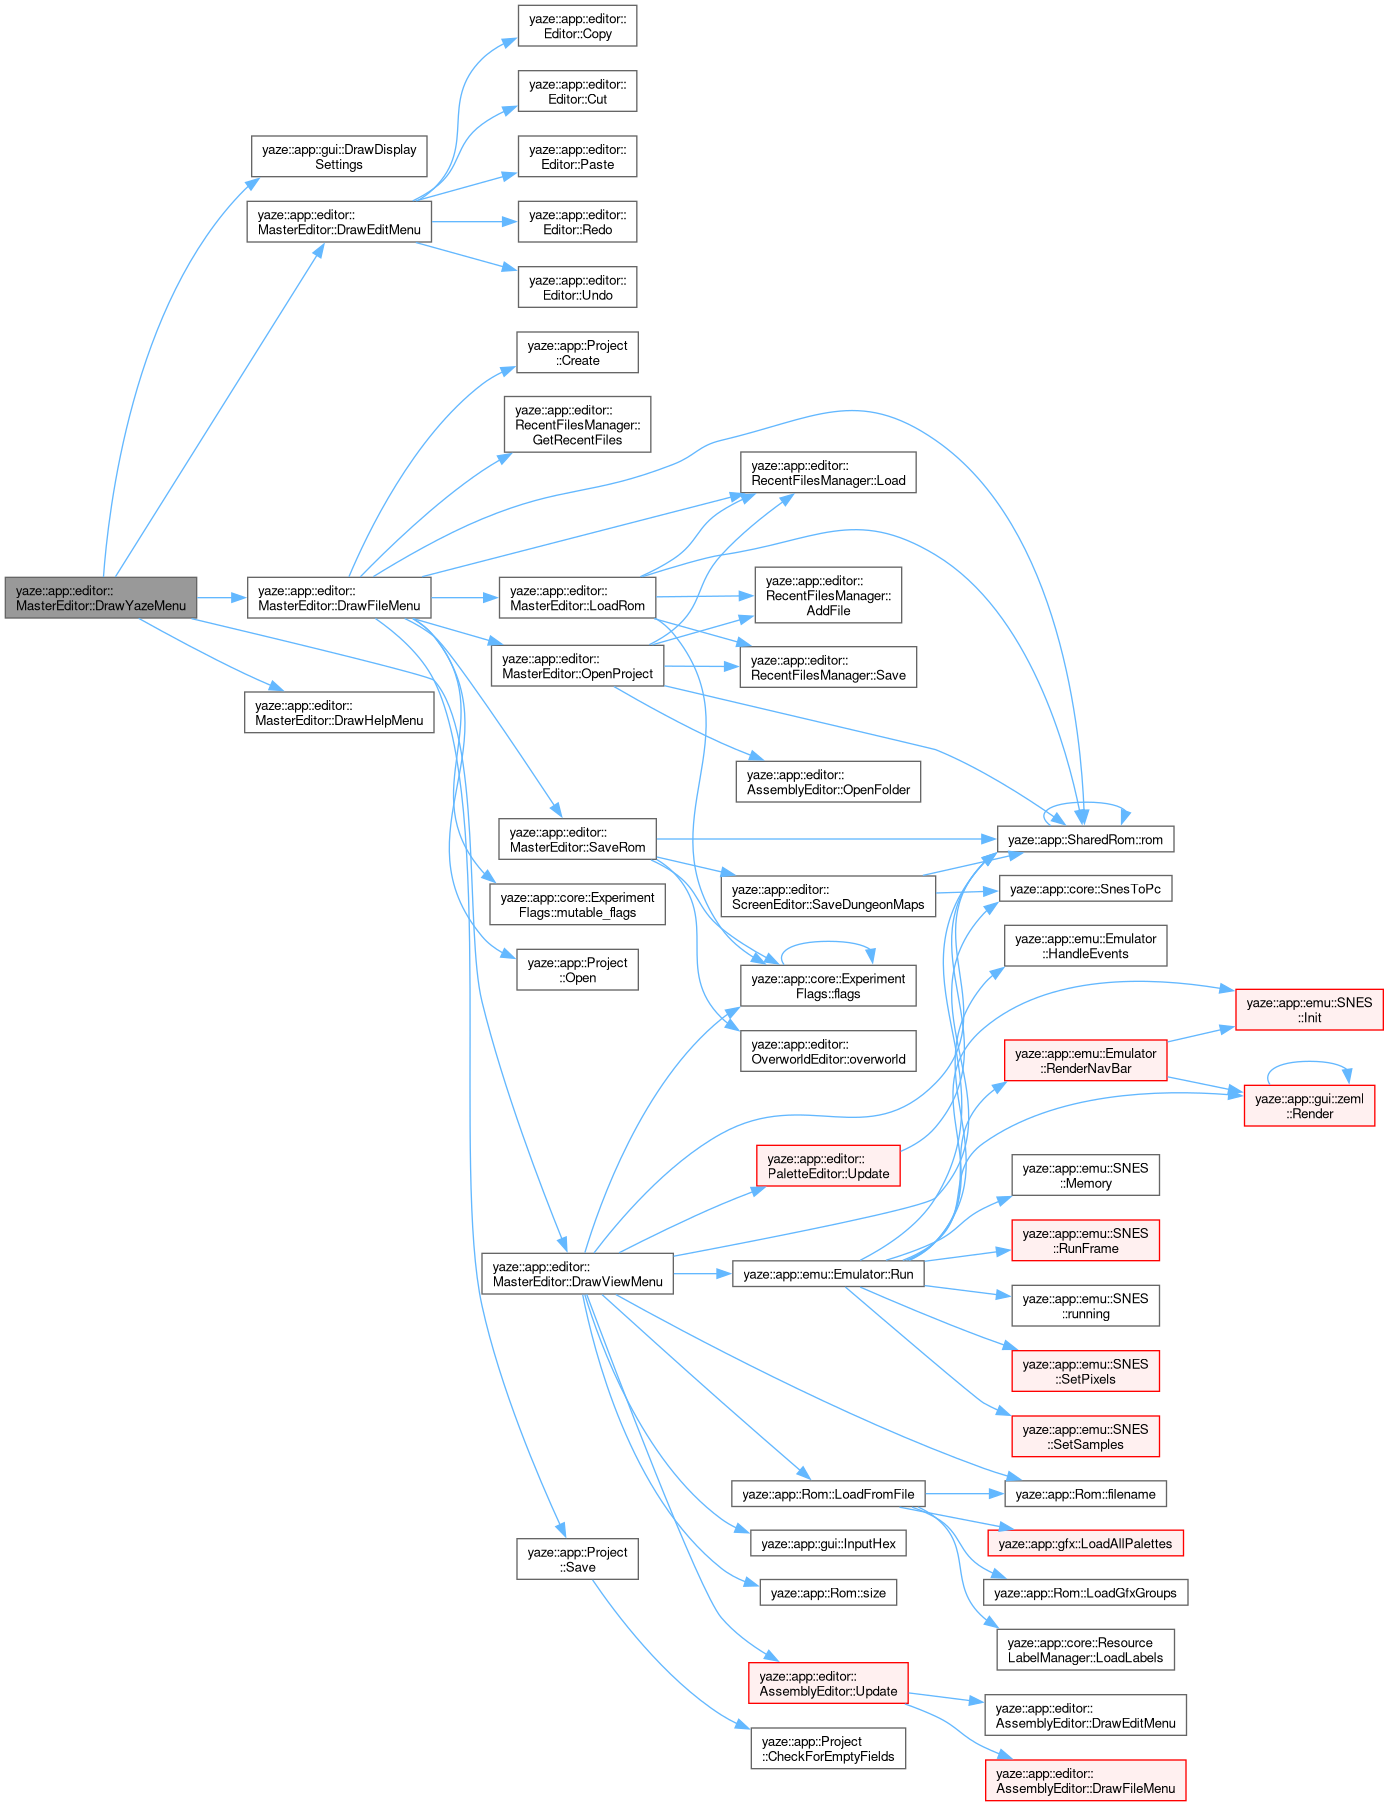 yaze::app::editor::
Editor::Copy
yaze::app::editor::
Editor::Cut
yaze::app::gui::DrawDisplay
Settings
yaze::app::editor::
Editor::Paste
yaze::app::editor::
MasterEditor::DrawEditMenu
yaze::app::editor::
Editor::Redo
yaze::app::editor::
Editor::Undo
yaze::app::Project
::Create
yaze::app::editor::
RecentFilesManager::
GetRecentFiles
yaze::app::editor::
RecentFilesManager::Load
yaze::app::editor::
MasterEditor::DrawYazeMenu
yaze::app::editor::
MasterEditor::DrawFileMenu
yaze::app::editor::
MasterEditor::LoadRom
yaze::app::editor::
RecentFilesManager::
AddFile
yaze::app::editor::
MasterEditor::OpenProject
yaze::app::editor::
RecentFilesManager::Save
yaze::app::editor::
MasterEditor::DrawHelpMenu
yaze::app::editor::
AssemblyEditor::OpenFolder
yaze::app::editor::
MasterEditor::SaveRom
yaze::app::SharedRom::rom
yaze::app::core::Experiment
Flags::mutable_flags
yaze::app::editor::
ScreenEditor::SaveDungeonMaps
yaze::app::core::SnesToPc
yaze::app::Project
::Open
yaze::app::core::Experiment
Flags::flags
yaze::app::emu::Emulator
::HandleEvents
yaze::app::emu::SNES
::Init
yaze::app::editor::
OverworldEditor::overworld
yaze::app::emu::Emulator
::RenderNavBar
yaze::app::gui::zeml
::Render
yaze::app::editor::
PaletteEditor::Update
yaze::app::emu::SNES
::Memory
yaze::app::emu::SNES
::RunFrame
yaze::app::editor::
MasterEditor::DrawViewMenu
yaze::app::emu::Emulator::Run
yaze::app::emu::SNES
::running
yaze::app::emu::SNES
::SetPixels
yaze::app::emu::SNES
::SetSamples
yaze::app::Rom::LoadFromFile
yaze::app::Rom::filename
yaze::app::gui::InputHex
yaze::app::gfx::LoadAllPalettes
yaze::app::Project
::Save
yaze::app::Rom::size
yaze::app::Rom::LoadGfxGroups
yaze::app::core::Resource
LabelManager::LoadLabels
yaze::app::editor::
AssemblyEditor::Update
yaze::app::editor::
AssemblyEditor::DrawEditMenu
yaze::app::Project
::CheckForEmptyFields
yaze::app::editor::
AssemblyEditor::DrawFileMenu